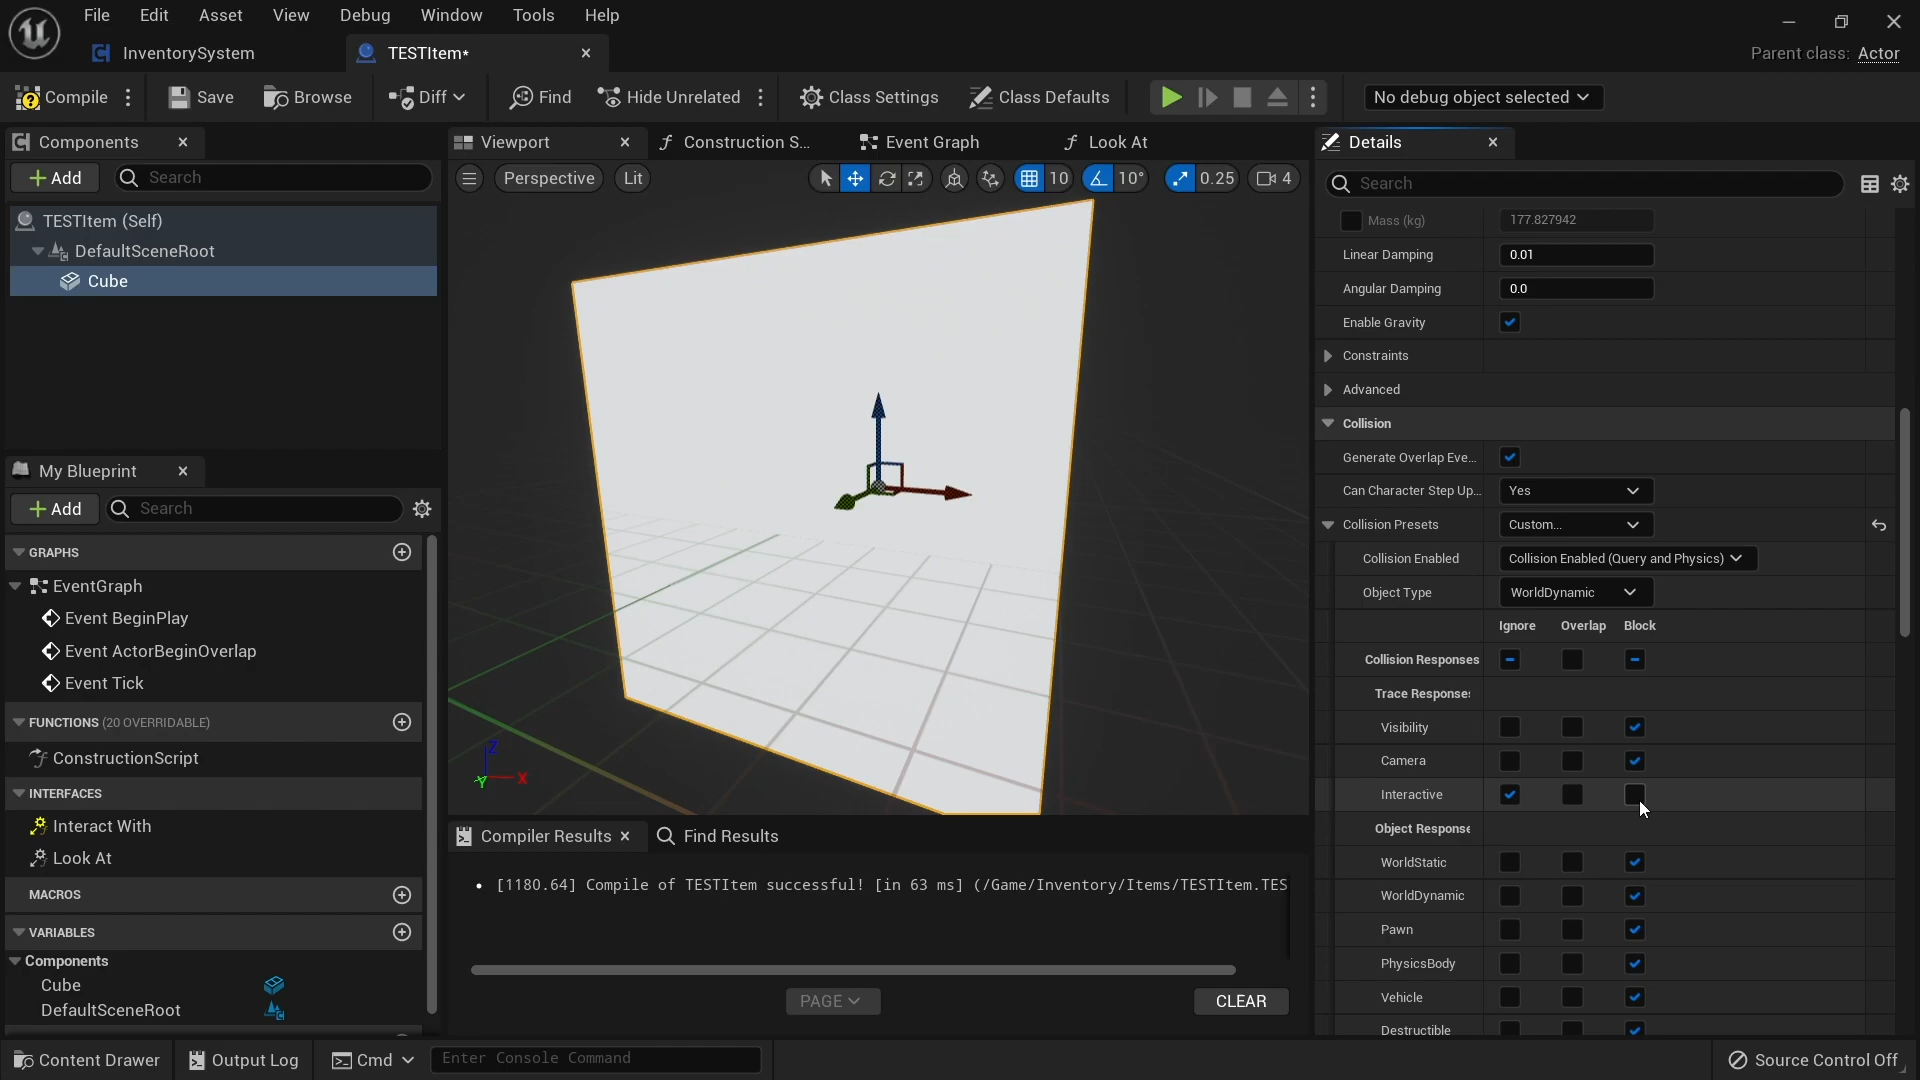 File Edit Asset View Debug Window Tools Help
InventorySystem
TESTItem*
Parent class: Actor
Compile
Save
Browse
Diff
Find
Hide Unrelated
Class Settings
Class Defaults
No debug object selected
Components
Add
Search
TESTItem (Self)
DefaultSceneRoot
Cube
My Blueprint
Add
Search
GRAPHS
EventGraph
Event BeginPlay
Event ActorBeginOverlap
Event Tick
FUNCTIONS (20 OVERRIDABLE)
ConstructionScript
INTERFACES
Interact With
Look At
MACROS
VARIABLES
Components
Cube
DefaultSceneRoot
Viewport
Construction S...
Event Graph
Look At
Perspective
Lit
10
10°
0.25
4
Z
X
Y
Compiler Results
Find Results
[1180.64] Compile of TESTItem successful! [in 63 ms] (/Game/Inventory/Items/TESTItem.TES
PAGE
CLEAR
Details
Search
Mass (kg) 177.827942
Linear Damping 0.01
Angular Damping 0.0
Enable Gravity
Constraints
Advanced
Collision
Generate Overlap Eve...
Can Character Step Up... Yes
Collision Presets Custom...
Collision Enabled Collision Enabled (Query and Physics)
Object Type WorldDynamic
Ignore Overlap Block
Collision Responses
Trace Response
Visibility
Camera
Interactive
Object Response
WorldStatic
WorldDynamic
Pawn
PhysicsBody
Vehicle
Destructible
Content Drawer
Output Log
Cmd
Enter Console Command
Source Control Off